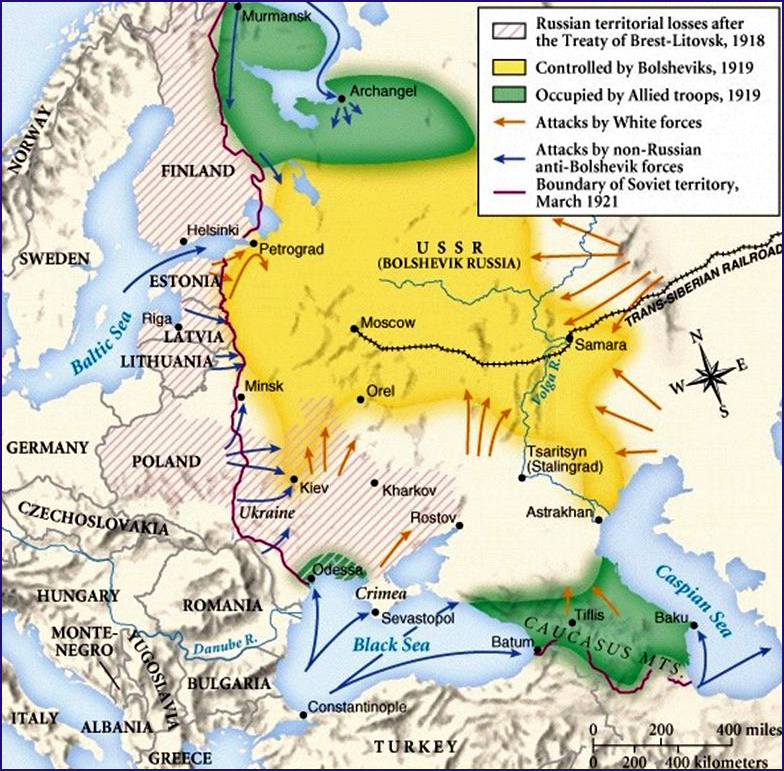 Murmansk
Archangel
Russian territorial losses after
the Treaty of Brest-Litovsk, 1918
Controlled by Bolsheviks, 1919
Occupied by Allied troops, 1919
Attacks by White forces
Attacks by non-Russian
anti-Bolshevik forces
Boundary of Soviet territory,
March 1921
NORWAY
FINLAND
Helsinki
Petrograd
SWEDEN
ESTONIA
USSR
(BOLSHEVIK RUSSIA)
TRANS-SIBERIAN RAILROAD
Baltic Sea
Riga
LATVIA
LITHUANIA
Moscow
Samara
N
W
E
S
Volga R.
Minsk
Orel
GERMANY
POLAND
Tsaritsyn
(Stalingrad)
Kiev
Kharkov
Ukraine
Rostov
Astrakhan
CZECHOSLOVAKIA
Odessa
Crimea
Caspian Sea
HUNGARY
ROMANIA
Sevastopol
Tiflis
Baku
CAUCASUS MTS.
MONTE-
NEGRO
YUGOSLAVIA
Danube R.
Black Sea
Batum
BULGARIA
Constantinople
ITALY
ALBANIA
GREECE
TURKEY
0 200 400 miles
0 200 400 kilometers